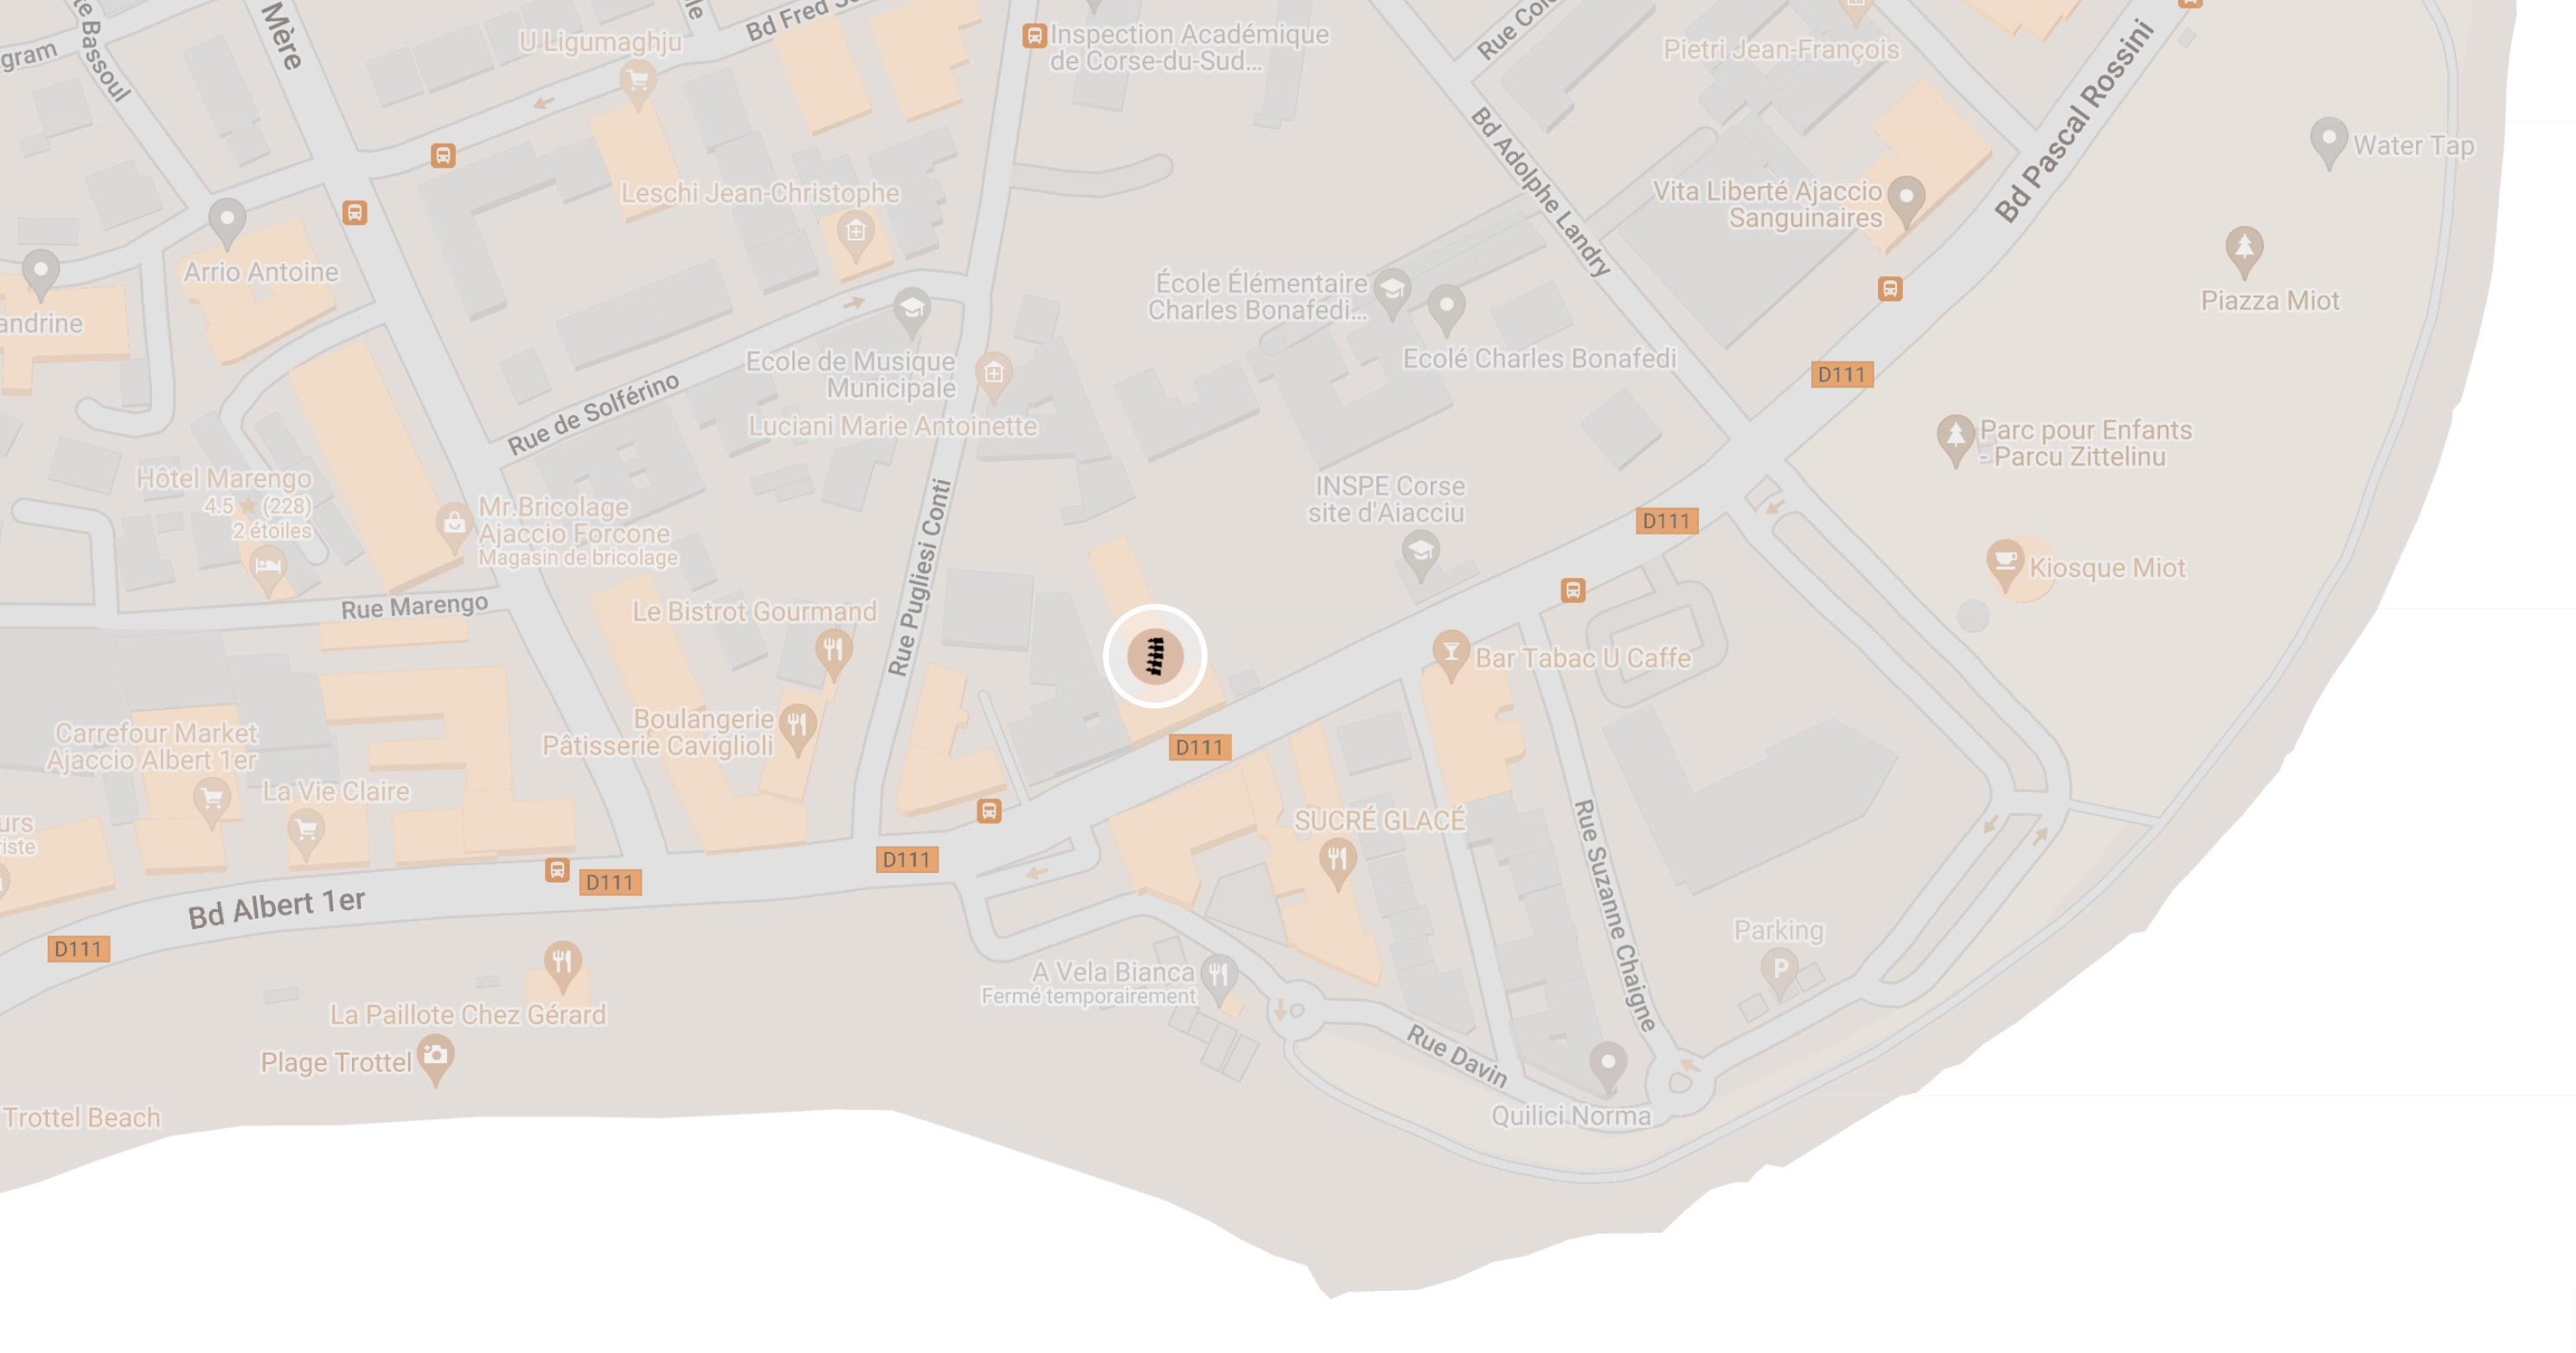 Mère
Bassoul
gram
U Ligumaghju
Bd Fred
Inspection Académique
de Corse-du-Sud...
Pietri Jean-François
Bd Pascal Rossini
Water Tap
Leschi Jean-Christophe
Bd Adolphe Landry
Vita Liberté Ajaccio
Sanguinaires
Piazza Miot
Arrio Antoine
andrine
École Élémentaire
Charles Bonafedi...
Ecolé Charles Bonafedi
Ecole de Musique
Municipale
Rue de Solférino
Luciani Marie Antoinette
D111
Parc pour Enfants
- Parcu Zittelinu
Hôtel Marengo
4.5 ★ (228)
2 étoiles
Mr.Bricolage
Ajaccio Forcone
Magasin de bricolage
Rue Pugliesi Conti
INSPE Corse
site d'Aiacciu
D111
Kiosque Miot
Rue Marengo
Le Bistrot Gourmand
Bar Tabac U Caffe
Boulangerie
Pâtisserie Caviglioli
D111
Carrefour Market
Ajaccio Albert 1er
La Vie Claire
SUCRÉ GLACÉ
Rue Suzanne Chaigne
urs
riste
D111
D111
Bd Albert 1er
D111
Parking
P
A Vela Bianca
Fermé temporairement
La Paillote Chez Gérard
Plage Trottel
Rue Davin
Trottel Beach
Quilici Norma